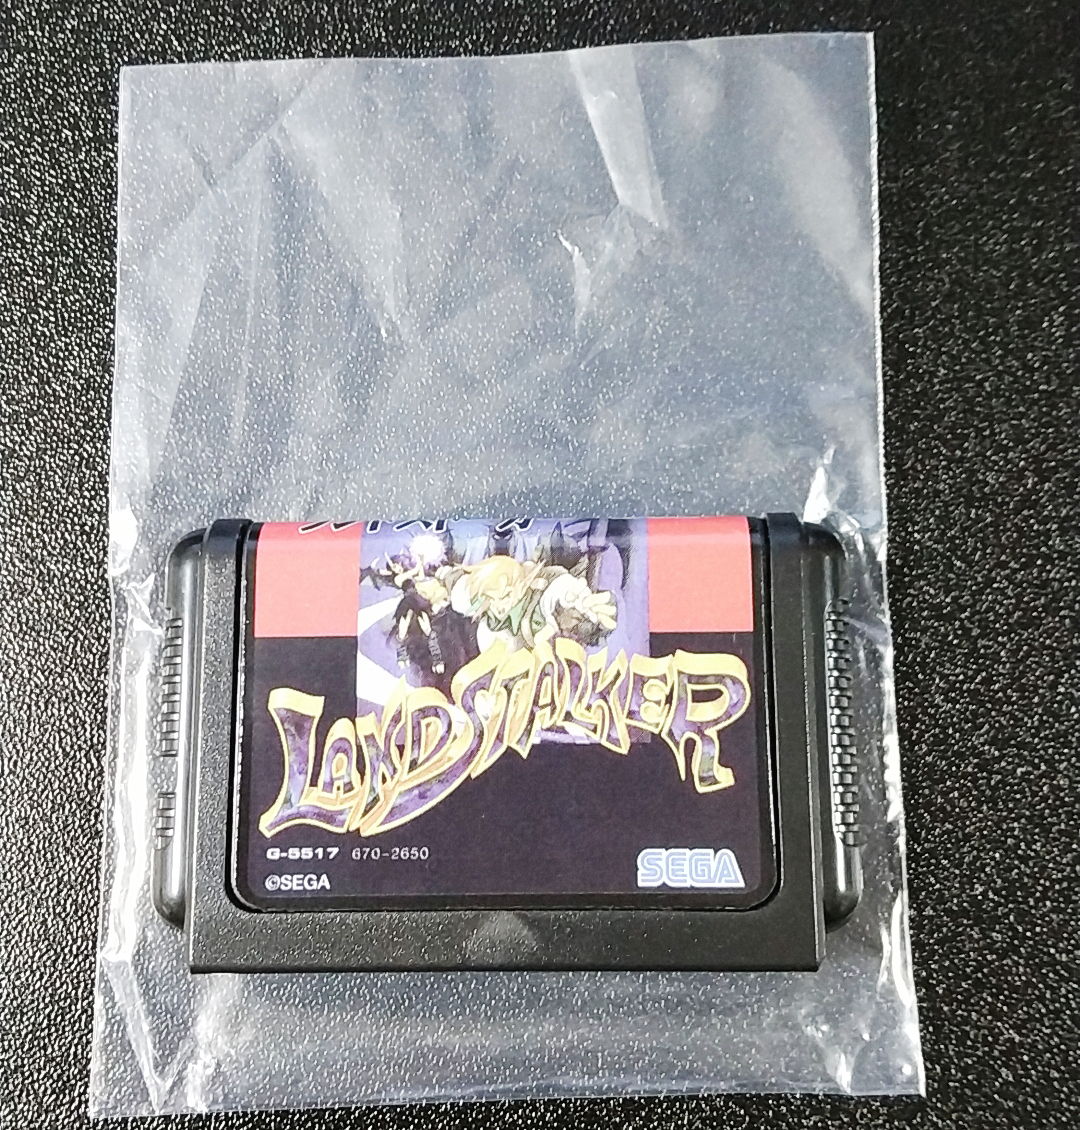 LANDSTALKER
G-5517 670-2650
©SEGA
SEGA